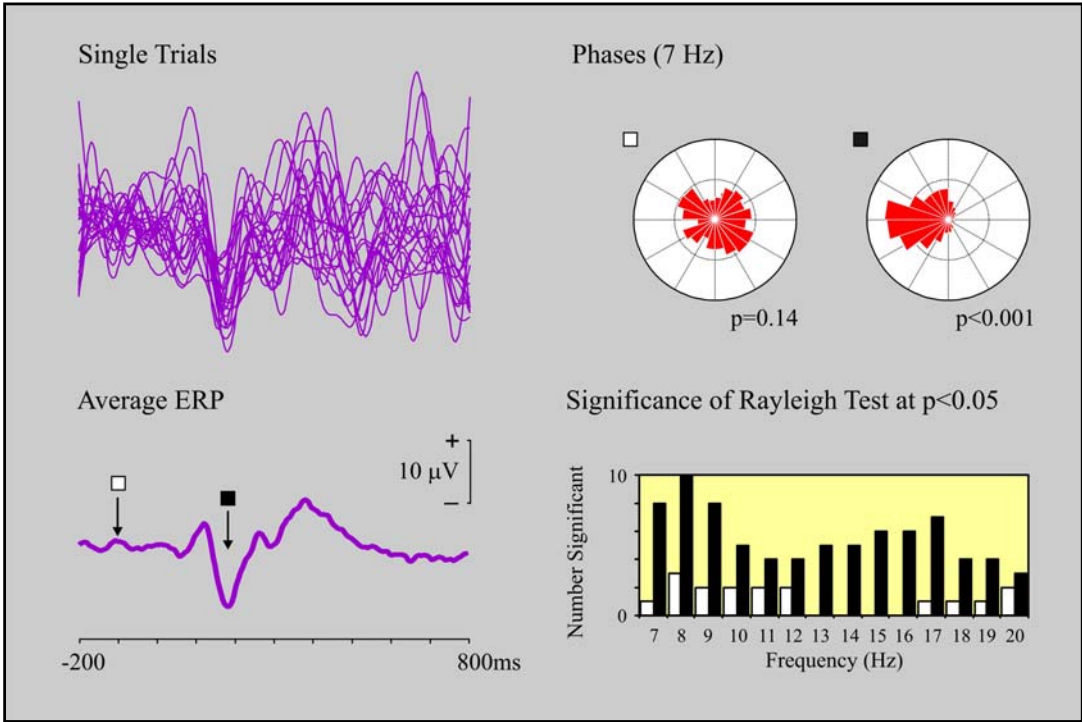 Single Trials
Phases (7 Hz)
p=0.14
p<0.001
Average ERP
+
10 μV
–
-200
800ms
Significance of Rayleigh Test at p<0.05
Number Significant
10
0
7 8 9 10 11 12 13 14 15 16 17 18 19 20
Frequency (Hz)